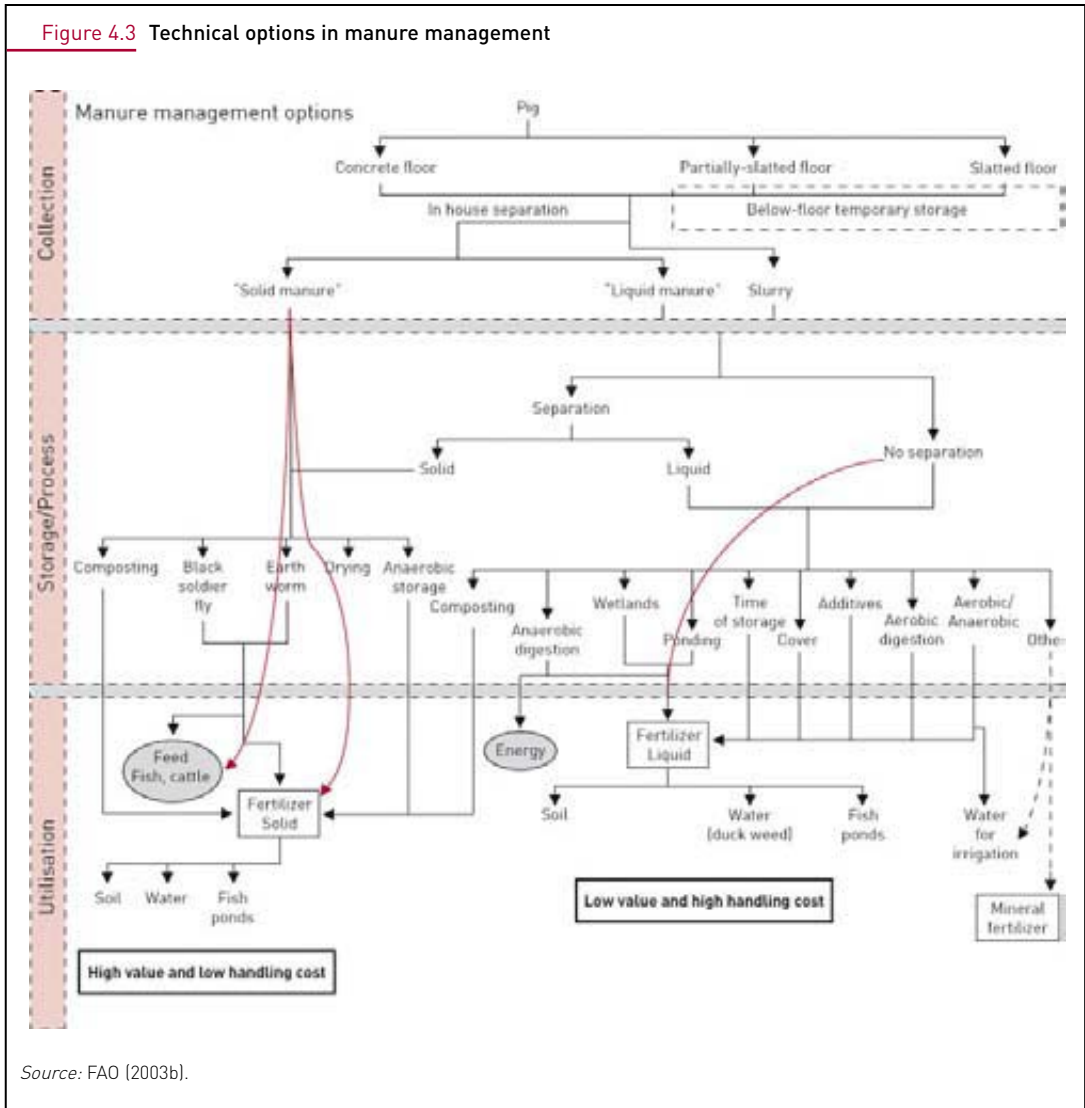 Figure 4.3 Technical options in manure management
Manure management options
Pig
Collection
Concrete floor
Partially-slatted floor
Slatted floor
In house separation
Below-floor temporary storage
"Solid manure"
"Liquid manure"
Slurry
Storage/Process
Separation
No separation
Solid
Liquid
Composting
Black
soldier
fly
Earth
worm
Drying
Anaerobic
storage
Composting
Anaerobic
digestion
Wetlands
Ponding
Time
of storage
Cover
Additives
Aerobic
digestion
Aerobic/
Anaerobic
Othe
Utilisation
Feed
Fish, cattle
Fertilizer
Solid
Energy
Fertilizer
Liquid
Soil
Water
(duck weed)
Fish
ponds
Water
for
irrigation
Soil
Water
Fish
ponds
Low value and high handling cost
Mineral
fertilizer
High value and low handling cost
Source: FAO (2003b).